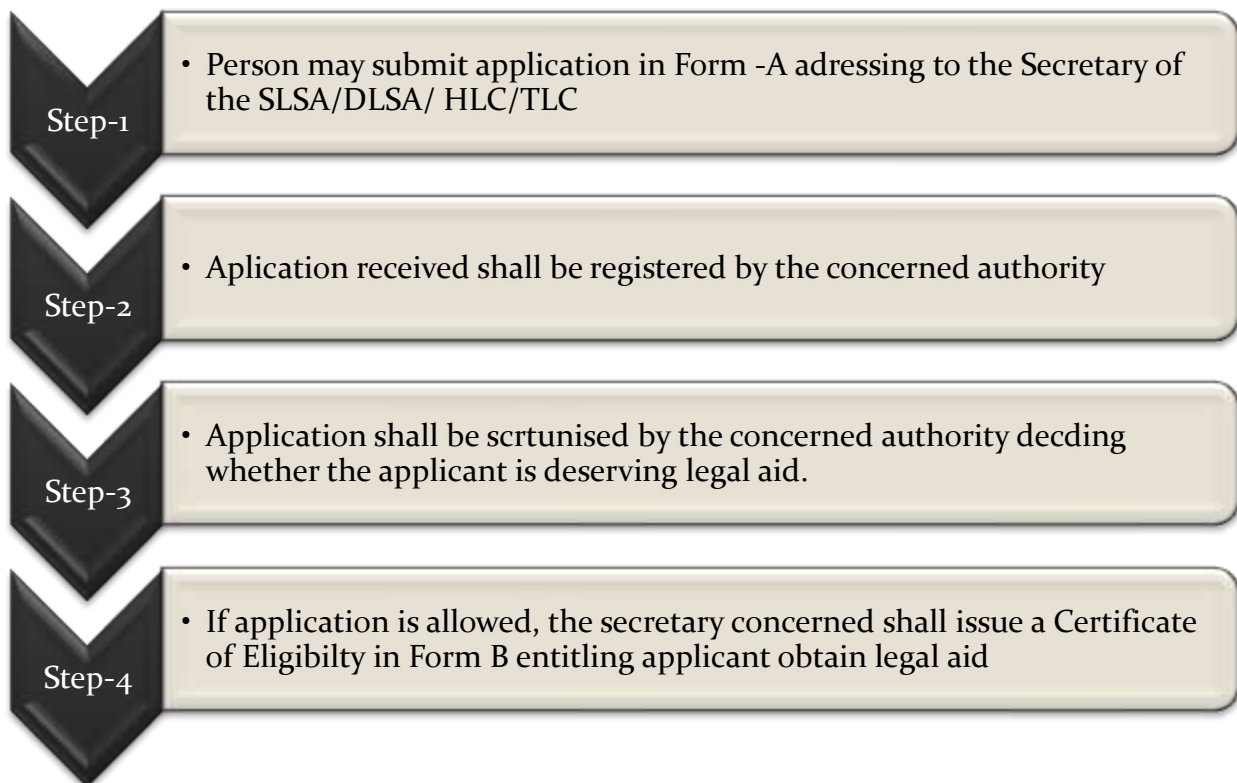 Step-1
• Person may submit application in Form -A adressing to the Secretary of
the SLSA/DLSA/ HLC/TLC
Step-2
• Aplication received shall be registered by the concerned authority
Step-3
• Application shall be scrtunised by the concerned authority decding
whether the applicant is deserving legal aid.
Step-4
• If application is allowed, the secretary concerned shall issue a Certificate
of Eligibilty in Form B entitling applicant obtain legal aid